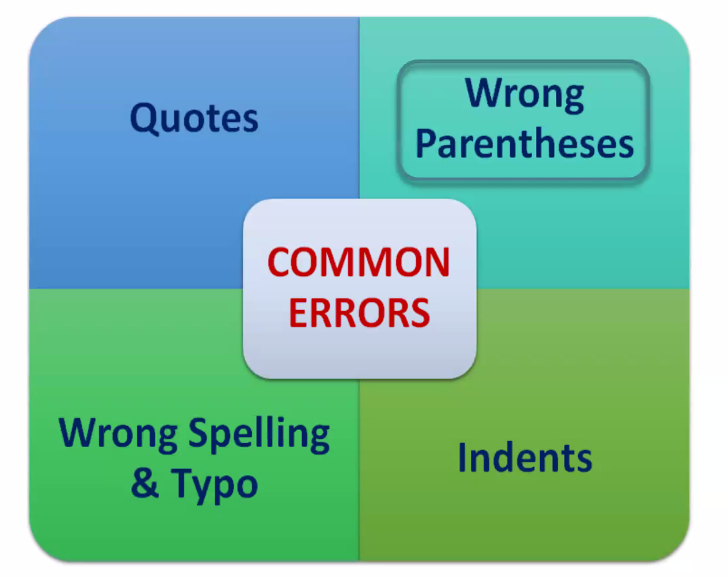 Quotes
Wrong
Parentheses
COMMON
ERRORS
Wrong Spelling
& Typo
Indents